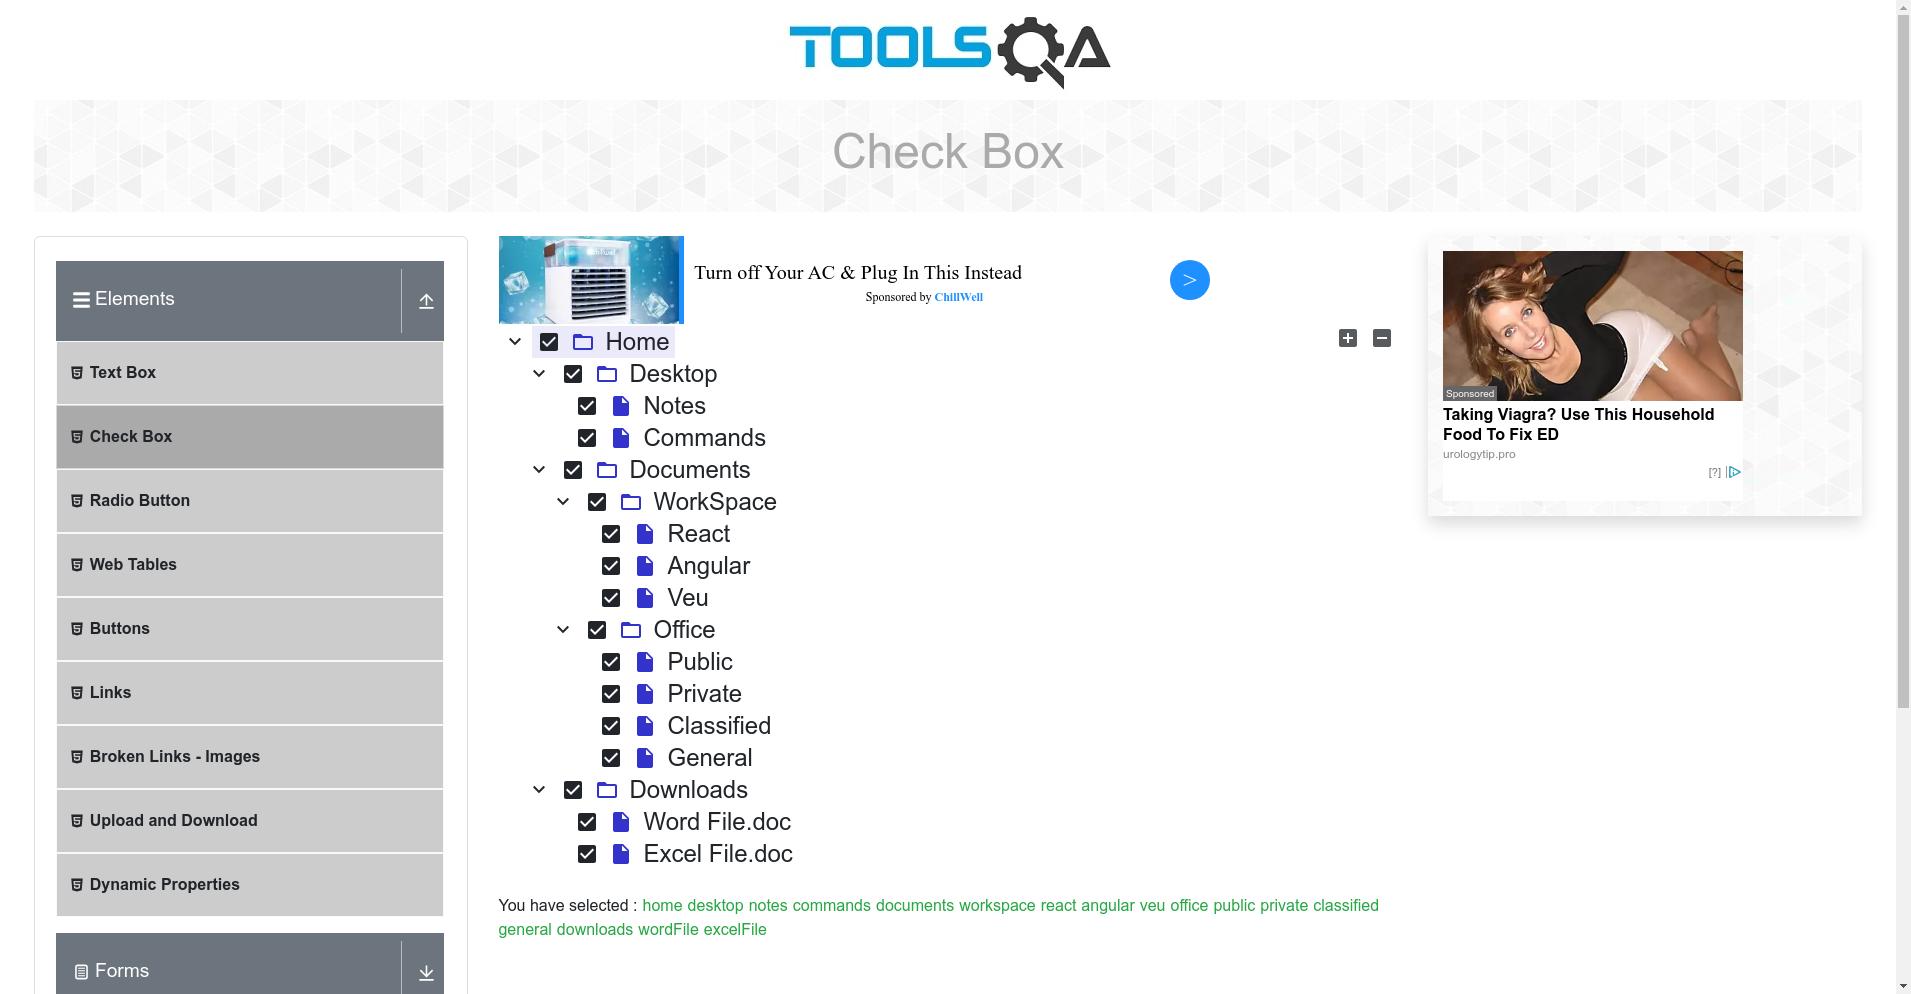 TOOLSQA
Check Box
Elements
Text Box
Check Box
Radio Button
Web Tables
Buttons
Links
Broken Links - Images
Upload and Download
Dynamic Properties
Forms
Turn off Your AC & Plug In This Instead
Sponsored by ChillWell
>
Home
Desktop
Notes
Commands
Documents
WorkSpace
React
Angular
Veu
Office
Public
Private
Classified
General
Downloads
Word File.doc
Excel File.doc
You have selected : home desktop notes commands documents workspace react angular veu office public private classified
general downloads wordFile excelFile
Sponsored
Taking Viagra? Use This Household
Food To Fix ED
urologytip.pro
[?]